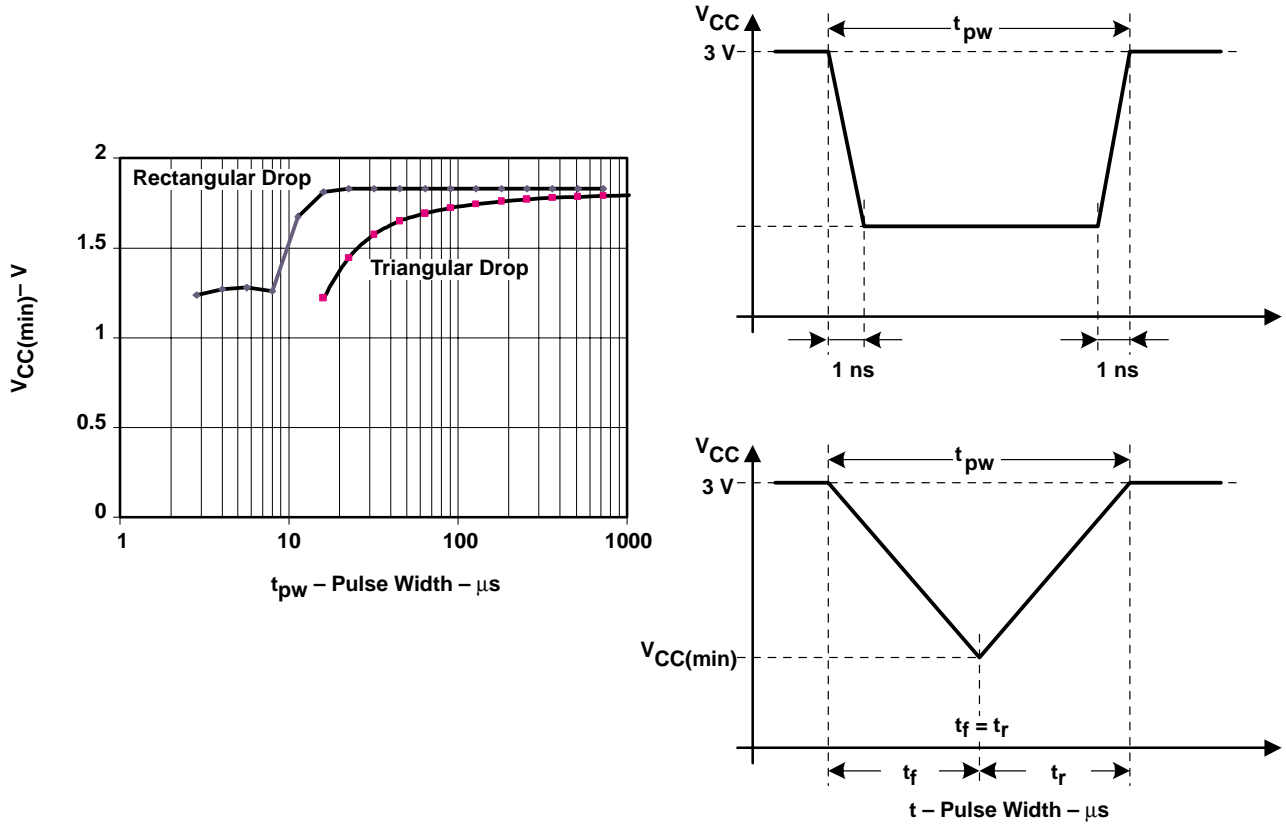 2
1.5
1
0.5
0
VCC(min) – V
Rectangular Drop
Triangular Drop
1 10 100 1000
tpw – Pulse Width – μs
VCC
3 V
tpw
1 ns 1 ns
VCC
3 V
tpw
VCC(min)
tf = tr
tf tr
t – Pulse Width – μs